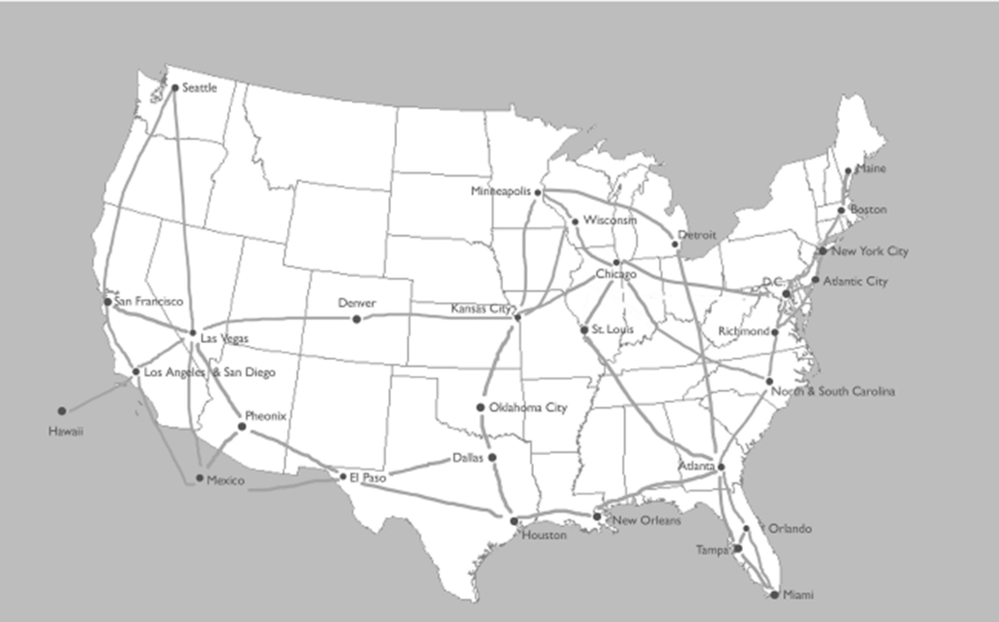 Seattle
Maine
Minneapolis
Boston
Wisconsin
Detroit
New York City
Chicago
D.C.
Atlantic City
San Francisco
Denver
Kansas City
Las Vegas
St. Louis
Richmond
Los Angeles & San Diego
North & South Carolina
Hawaii
Pheonix
Oklahoma City
Dallas
Atlanta
Mexico
El Paso
New Orleans
Houston
Orlando
Tampa
Miami